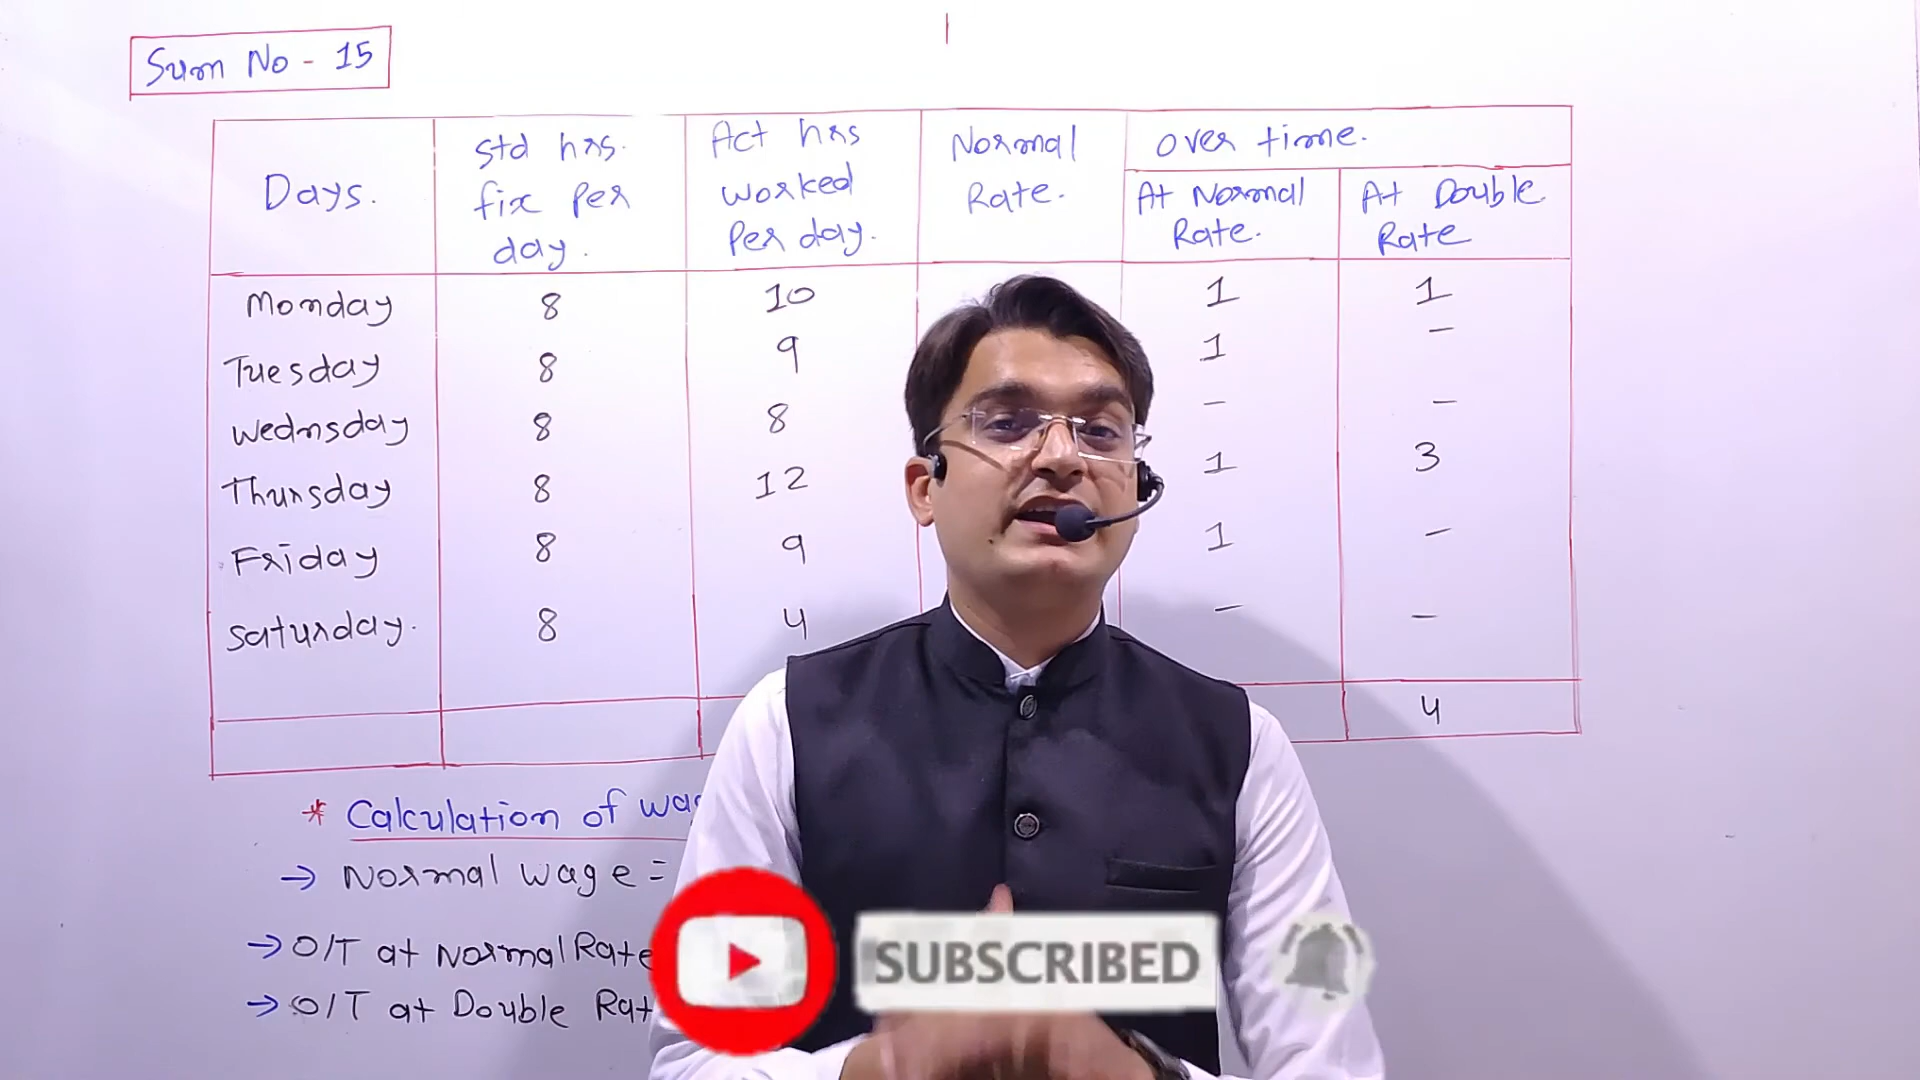 Sum No - 15
Days.
Std hrs.
fix Per
day.
Act hrs
worked
Per day.
Normal
Rate.
Over time.
At Normal
Rate.
At Double
Rate
Monday 8 10 1 1
Tuesday 8 9 1 -
Wednsday 8 8 - -
Thursday 8 12 1 3
Friday 8 9 1 -
Saturday. 8 4 - -
4
* Calculation of
→ Normal wage =
→ O/T at Normal Rate
→ O/T at Double
SUBSCRIBED